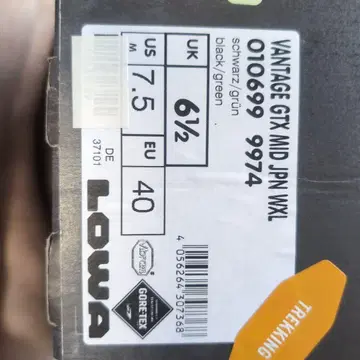 VANTAGE GTX MID JPN WXL
010699 9974
schwarz/grün
black/green
UK
6½
US
W
7.5
EU
40
DE
37101
LOWA
Vibram
GORE-TEX
4 056264 307368
TREKKING